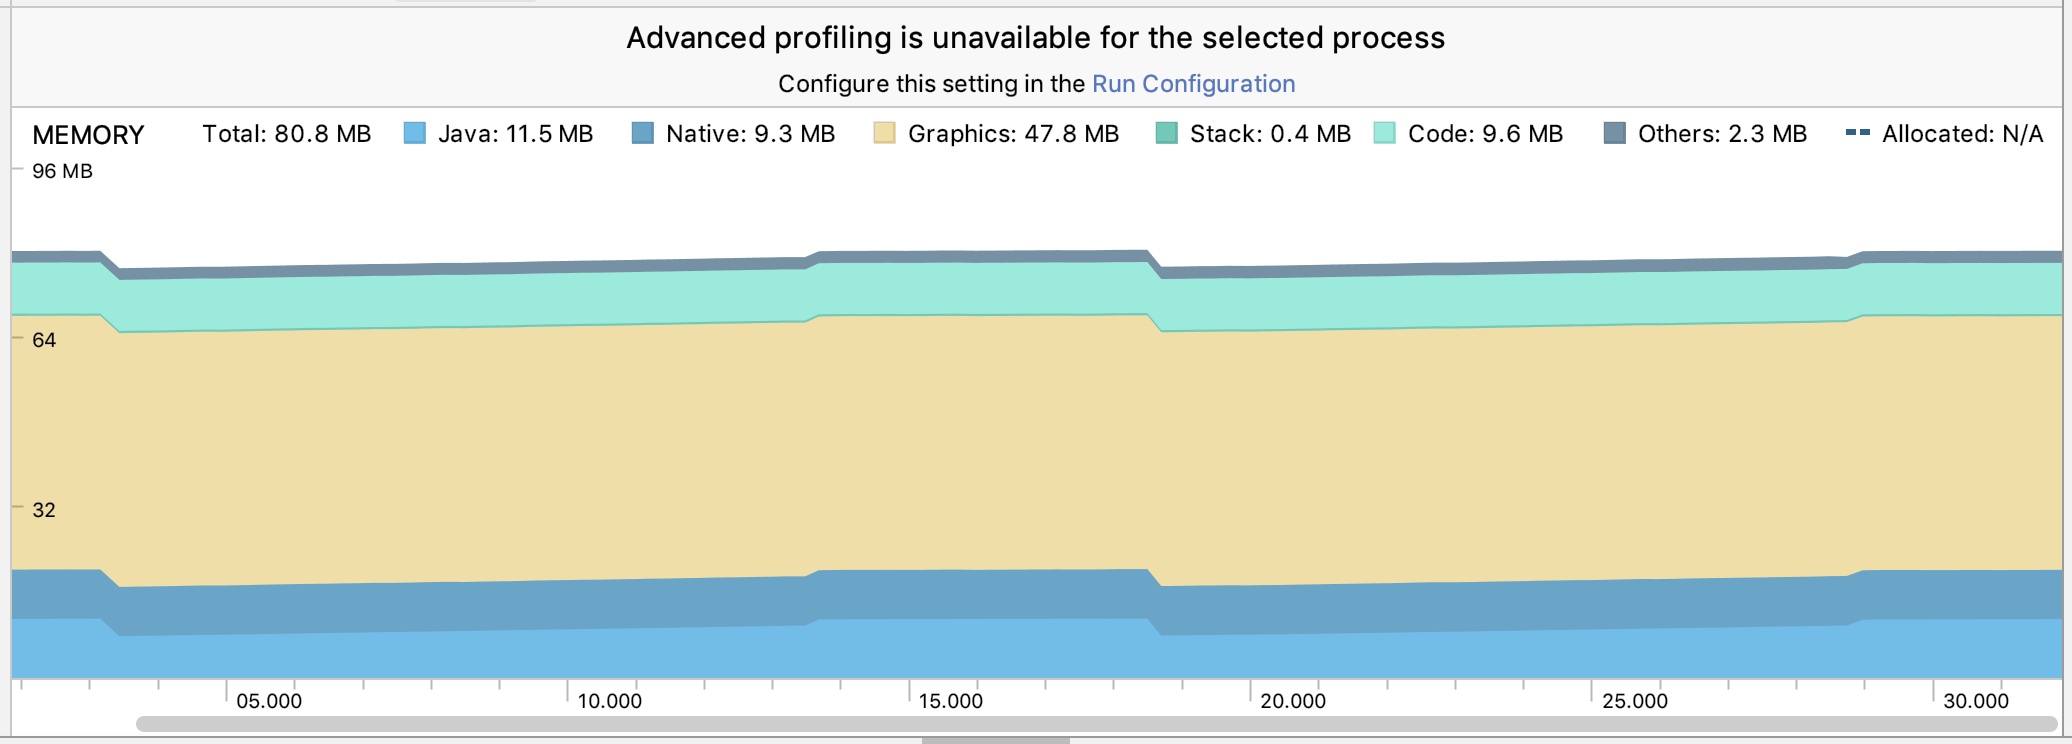 Advanced profiling is unavailable for the selected process
Configure this setting in the Run Configuration
MEMORY Total: 80.8 MB Java: 11.5 MB Native: 9.3 MB Graphics: 47.8 MB Stack: 0.4 MB Code: 9.6 MB Others: 2.3 MB Allocated: N/A
96 MB
64
32
05.000 10.000 15.000 20.000 25.000 30.000